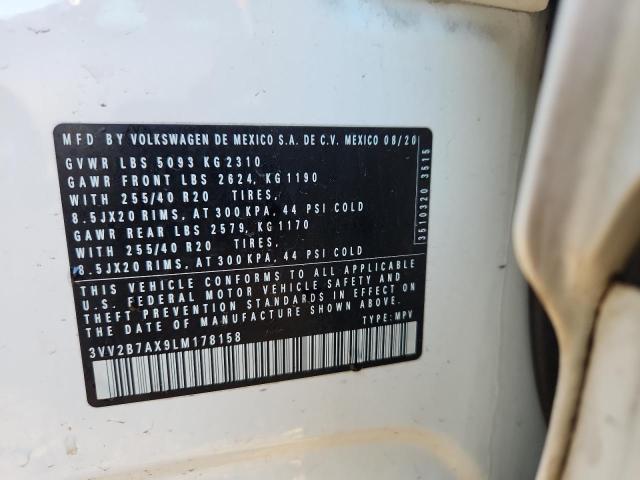 MFD BY VOLKSWAGEN DE MEXICO S.A. DE C.V. MEXICO 08/20
GVWR LBS 5093 KG 2310
GAWR FRONT LBS 2624, KG 1190
WITH 255/40 R20 TIRES,
8.5JX20 RIMS, AT 300 KPA, 44 PSI COLD
GAWR REAR LBS 2579, KG 1170
WITH 255/40 R20 TIRES,
8.5JX20 RIMS, AT 300 KPA, 44 PSI COLD
THIS VEHICLE CONFORMS TO ALL APPLICABLE
U.S. FEDERAL MOTOR VEHICLE SAFETY AND
THEFT PREVENTION STANDARDS IN EFFECT ON
THE DATE OF MANUFACTURE SHOWN ABOVE.
3VV2B7AX9LM178158 TYPE: MPV
3510320 3515